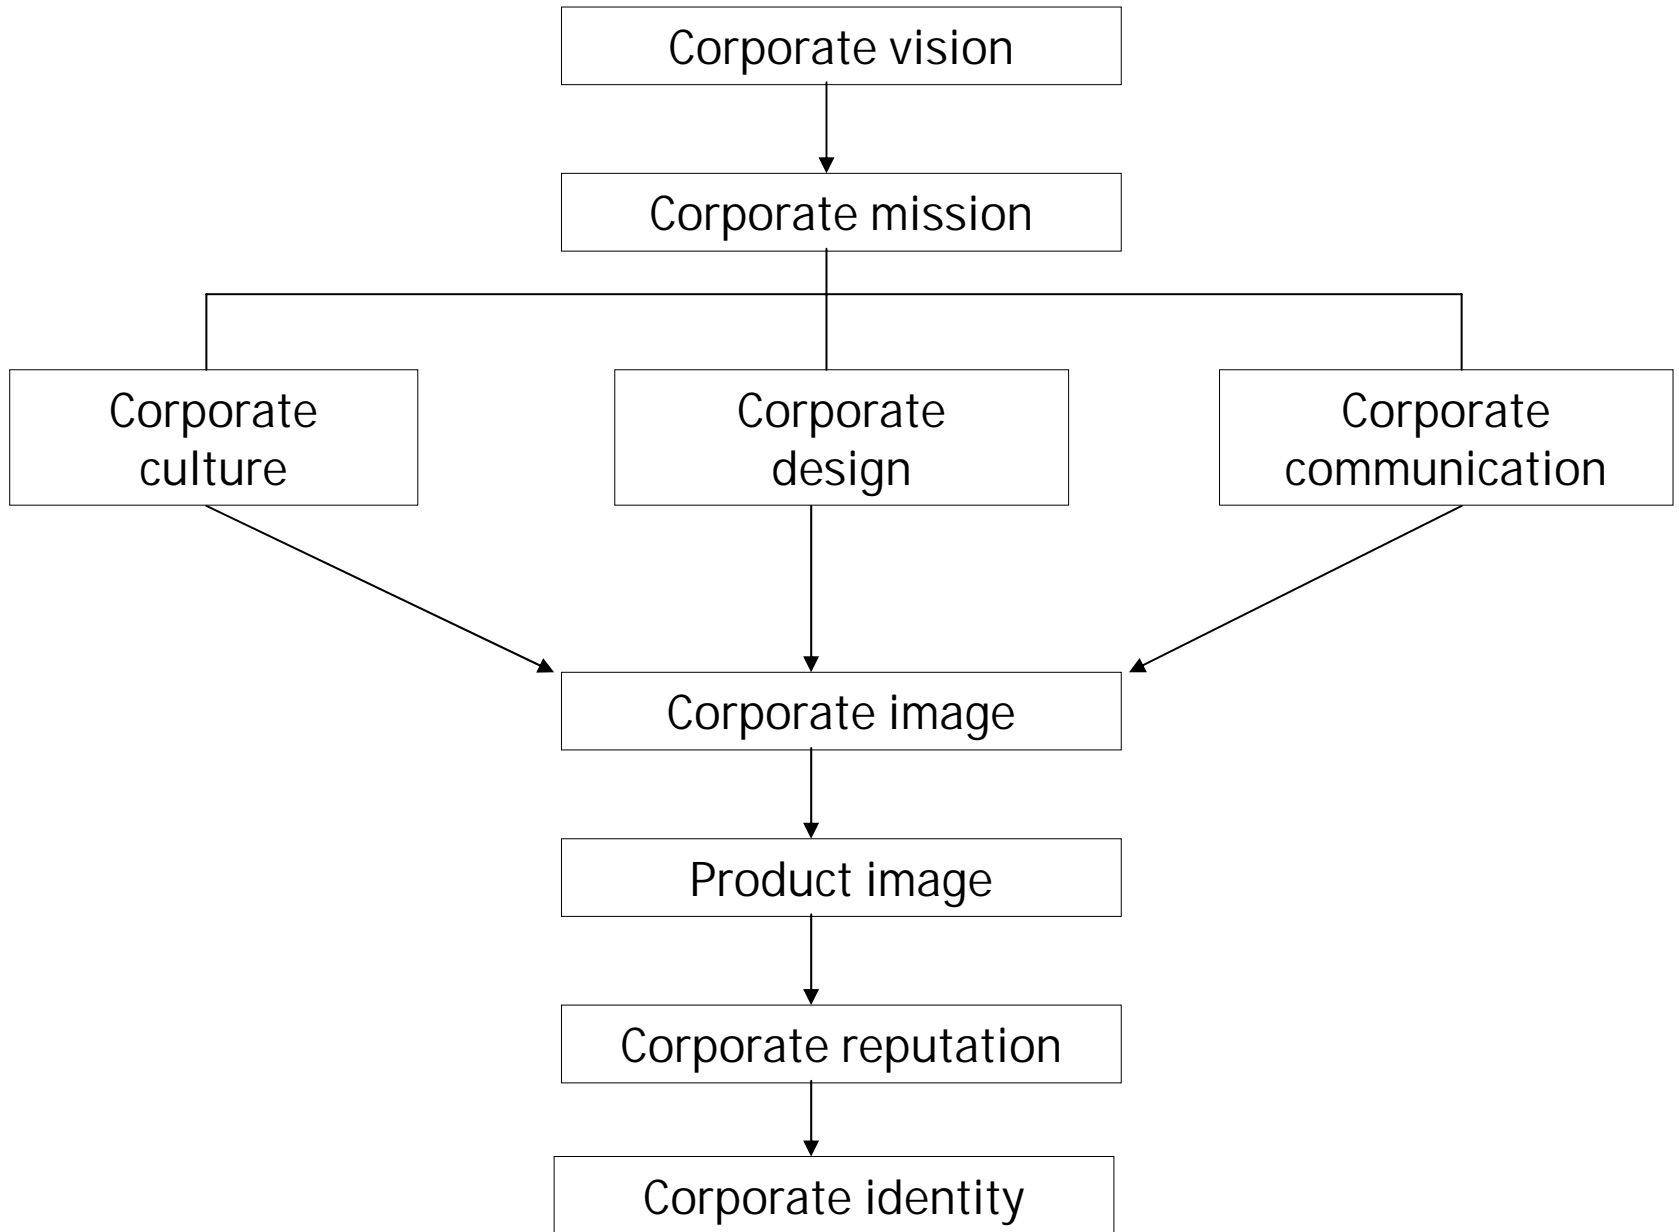 Corporate vision
Corporate mission
Corporate
culture
Corporate
design
Corporate
communication
Corporate image
Product image
Corporate reputation
Corporate identity